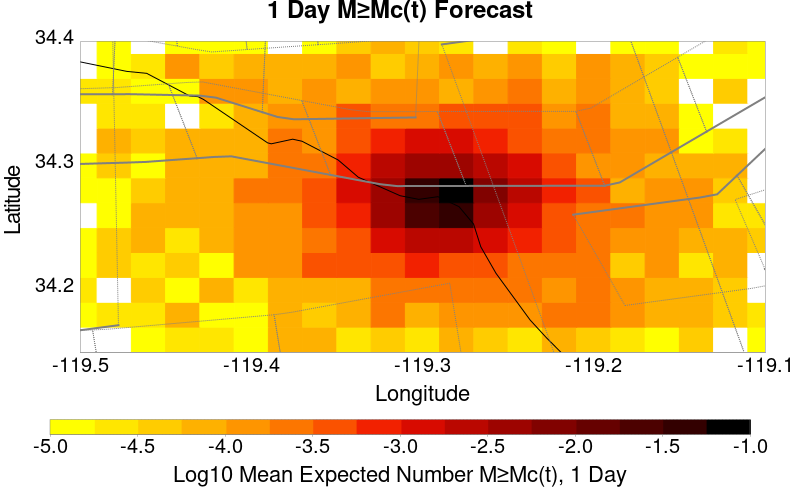 1 Day M≥Mc(t) Forecast
34.4
34.3
34.2
Latitude
-119.5 -119.4 -119.3 -119.2 -119.1
Longitude
-5.0 -4.5 -4.0 -3.5 -3.0 -2.5 -2.0 -1.5 -1.0
Log10 Mean Expected Number M≥Mc(t), 1 Day